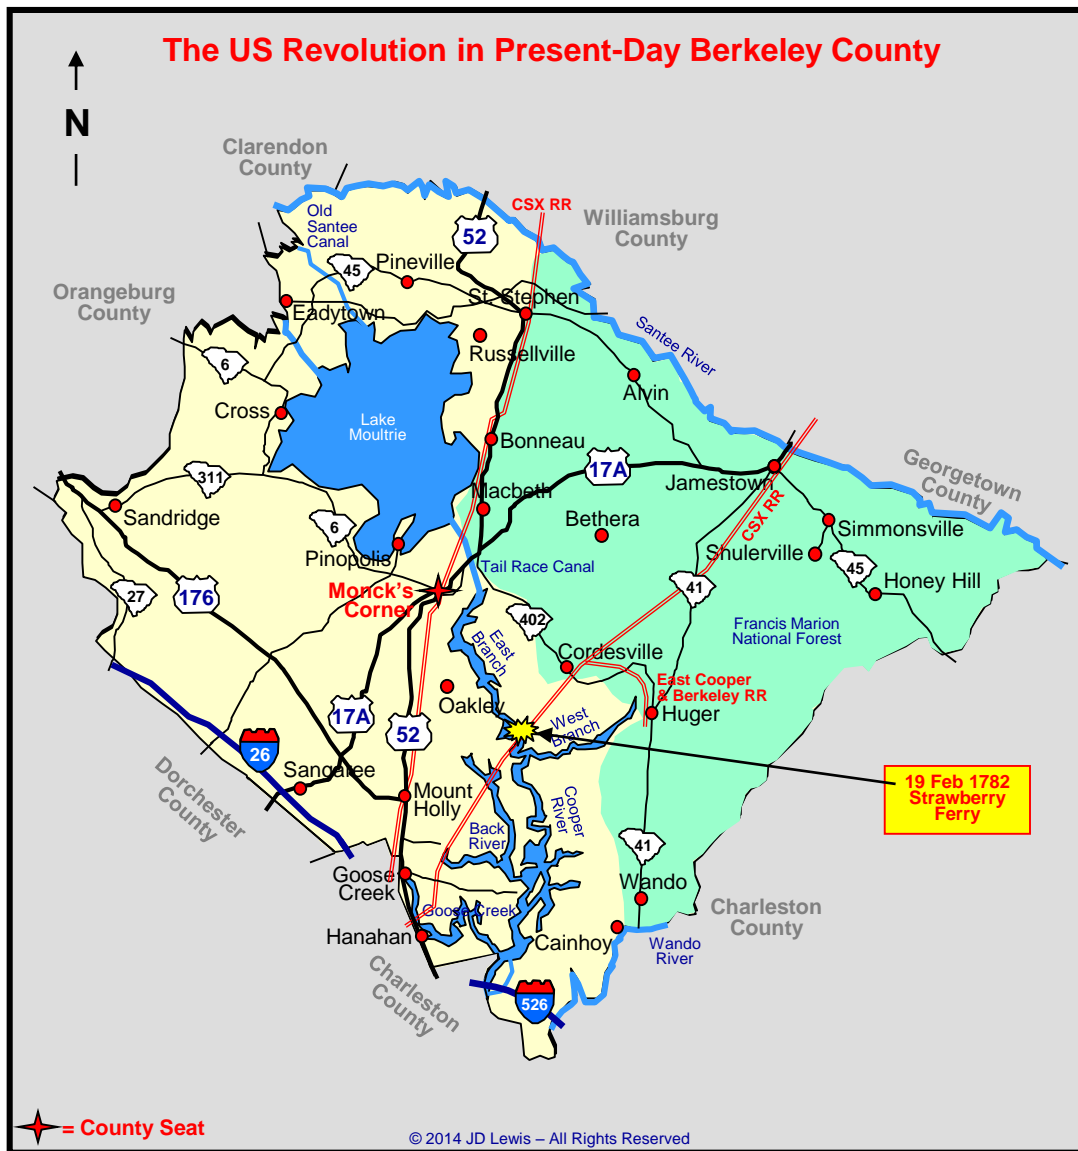 The US Revolution in Present-Day Berkeley County
N
Clarendon
County
CSX RR
Williamsburg
County
Old
Santee
Canal
52
45
Pineville
Orangeburg
County
Eadytown
St. Stephen
Santee River
Russellville
6
Alvin
Cross
Lake
Moultrie
Bonneau
17A
Georgetown
County
311
Macbeth
Jamestown
CSX RR
Sandridge
6
Bethera
Simmonsville
Pinopolis
Shulerville
Tail Race Canal
45
Honey Hill
Monck's
Corner
27
176
41
402
Francis Marion
National Forest
East
Branch
Cordesville
East Cooper
& Berkeley RR
Oakley
17A
52
West
Branch
Huger
26
Sangaree
19 Feb 1782
Strawberry
Ferry
Dorchester
County
Mount
Holly
Cooper
River
Back
River
41
Goose
Creek
Wando
Goose Creek
Charleston
County
Hanahan
Cainhoy
Wando
River
Charleston
County
526
= County Seat
© 2014 JD Lewis – All Rights Reserved